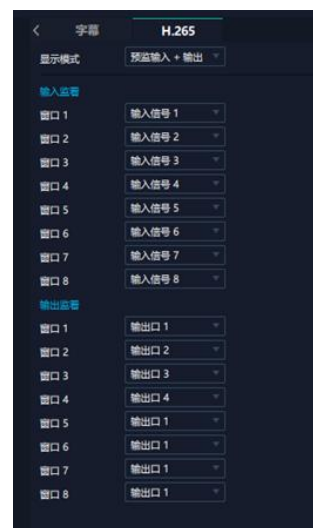 字幕 H.265
显示模式 预监输入 + 输出
输入监看
窗口 1 输入信号 1
窗口 2 输入信号 2
窗口 3 输入信号 3
窗口 4 输入信号 4
窗口 5 输入信号 5
窗口 6 输入信号 6
窗口 7 输入信号 7
窗口 8 输入信号 8
输出监看
窗口 1 输出口 1
窗口 2 输出口 2
窗口 3 输出口 3
窗口 4 输出口 4
窗口 5 输出口 1
窗口 6 输出口 1
窗口 7 输出口 1
窗口 8 输出口 1